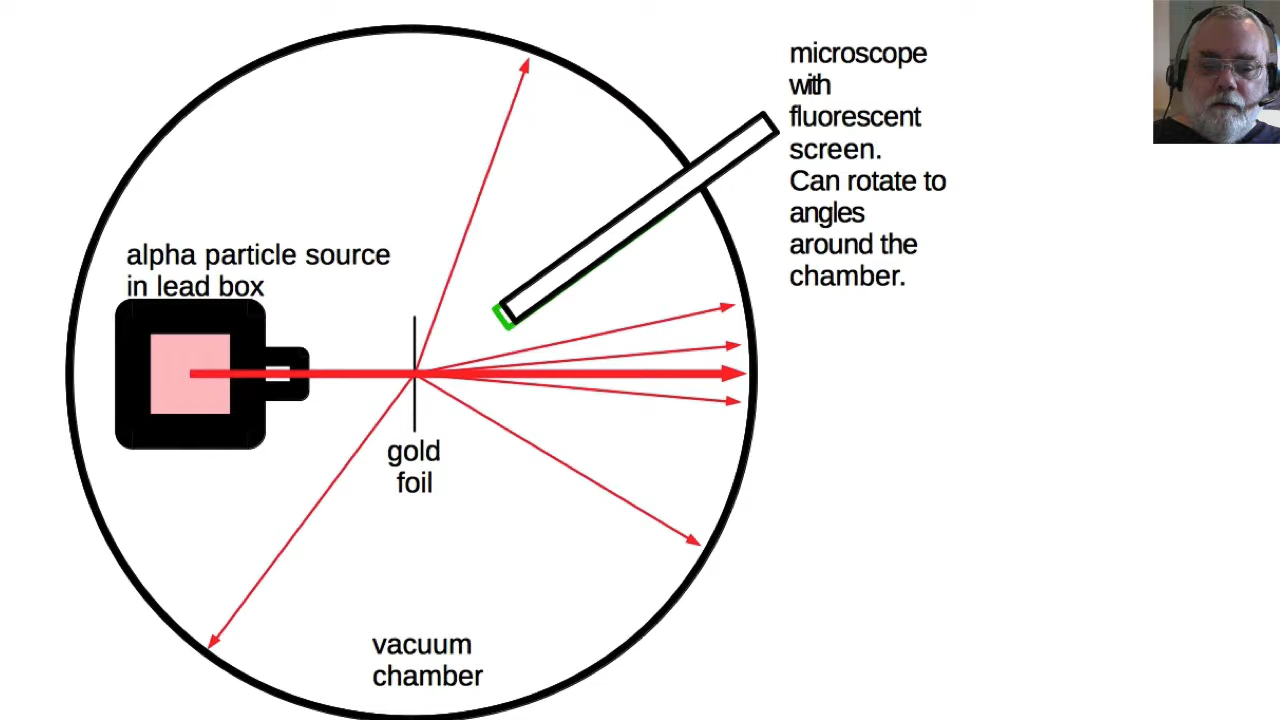 microscope
with
fluorescent
screen.
Can rotate to
angles
around the
chamber.
alpha particle source
in lead box
gold
foil
vacuum
chamber